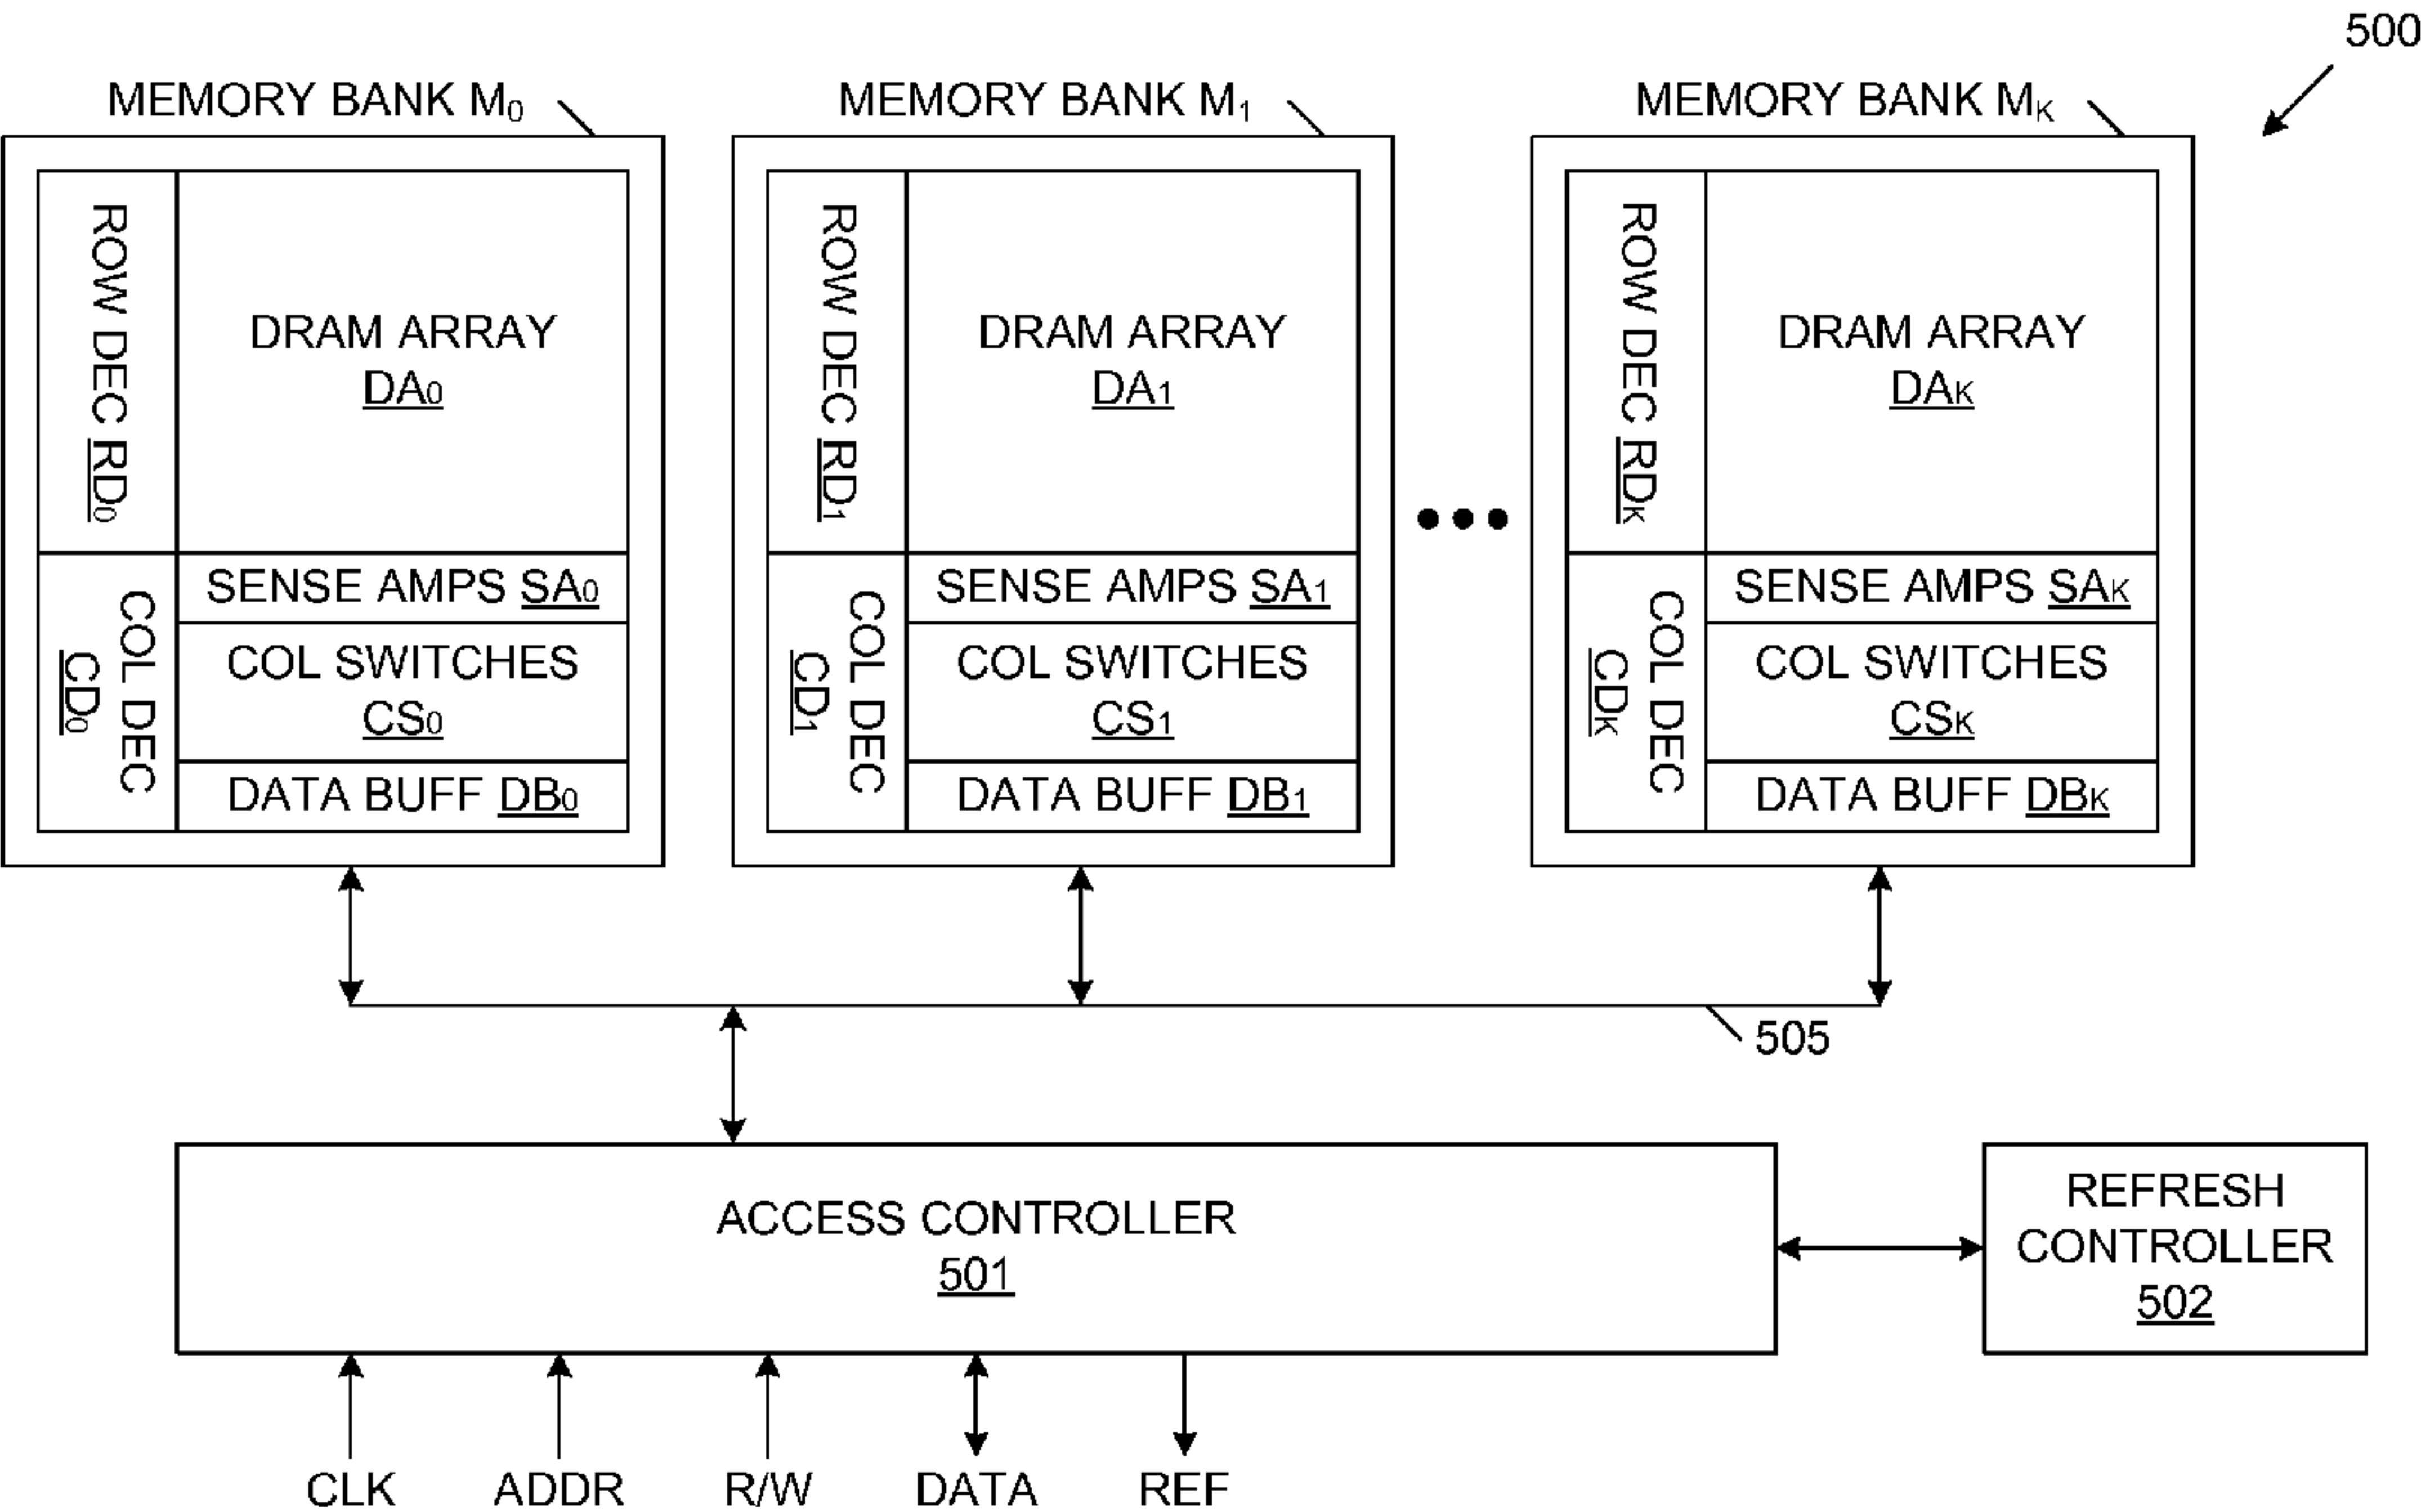 500
MEMORY BANK M0
MEMORY BANK M1
MEMORY BANK MK
ROW DEC RD0
DRAM ARRAY
DA0
COL DEC
CD0
SENSE AMPS SA0
COL SWITCHES
CS0
DATA BUFF DB0
ROW DEC RD1
DRAM ARRAY
DA1
COL DEC
CD1
SENSE AMPS SA1
COL SWITCHES
CS1
DATA BUFF DB1
ROW DEC RDK
DRAM ARRAY
DAK
COL DEC
CDK
SENSE AMPS SAK
COL SWITCHES
CSK
DATA BUFF DBK
505
ACCESS CONTROLLER
501
REFRESH
CONTROLLER
502
CLK
ADDR
R/W
DATA
REF